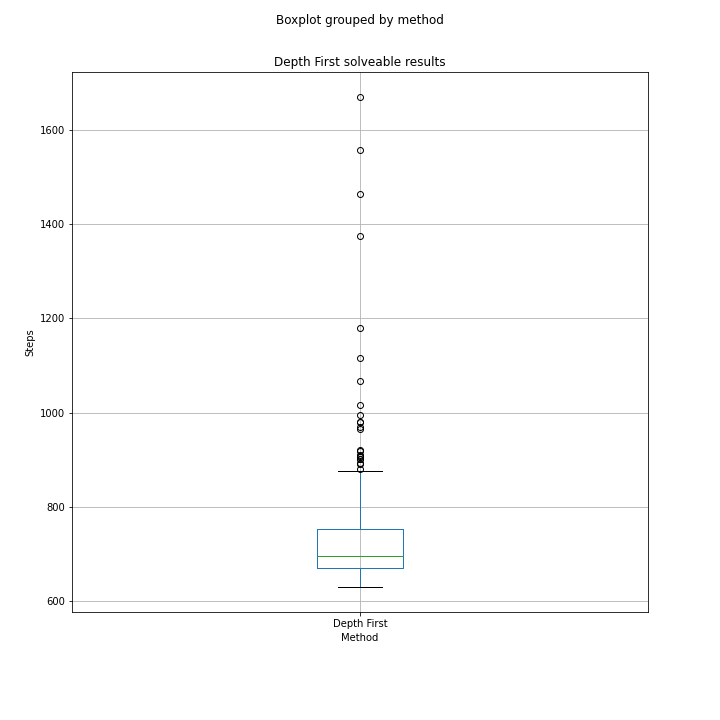 Boxplot grouped by method
Depth First solveable results
1600
1400
1200
1000
800
600
Steps
Depth First
Method